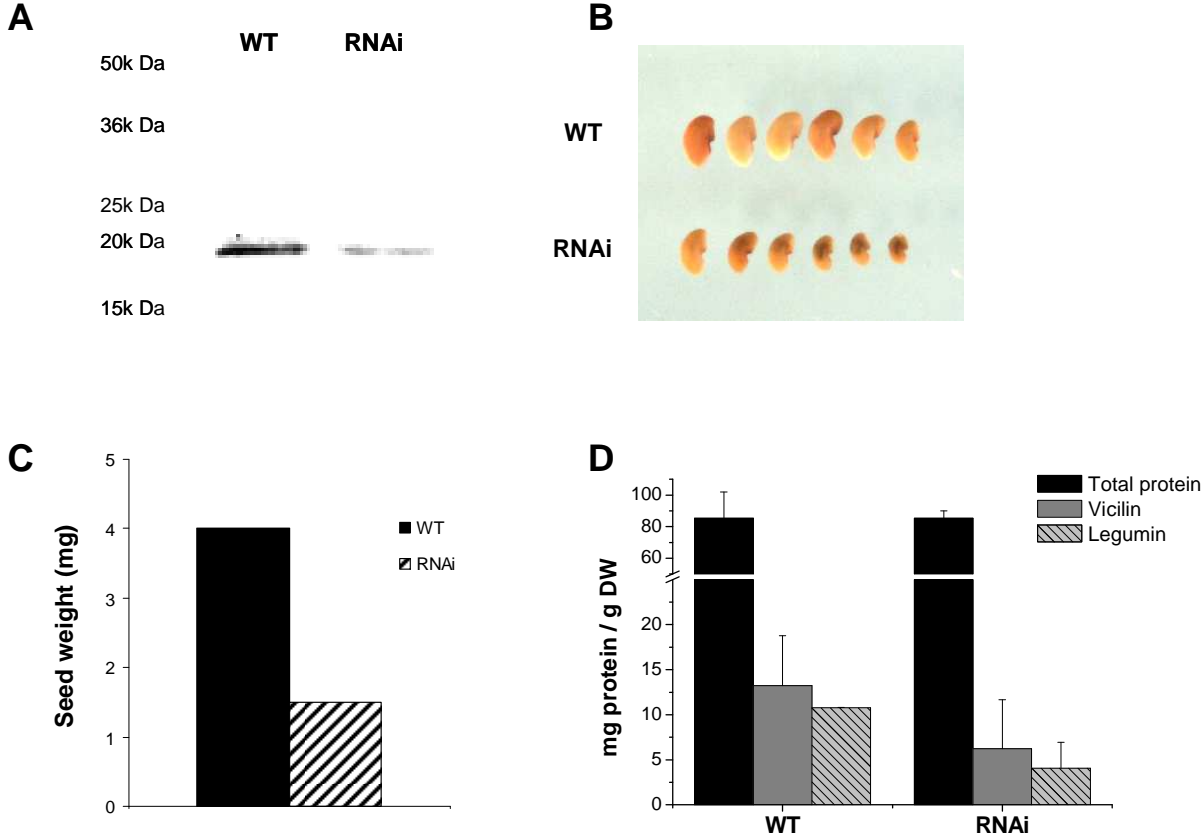 A
WT RNAi
50k Da
36k Da
25k Da
20k Da
15k Da
B
WT
RNAi
C
5
4
3
2
1
0
Seed weight (mg)
WT
RNAi
D
100
80
60
20
15
10
5
0
mg protein / g DW
WT RNAi
Total protein
Vicilin
Legumin